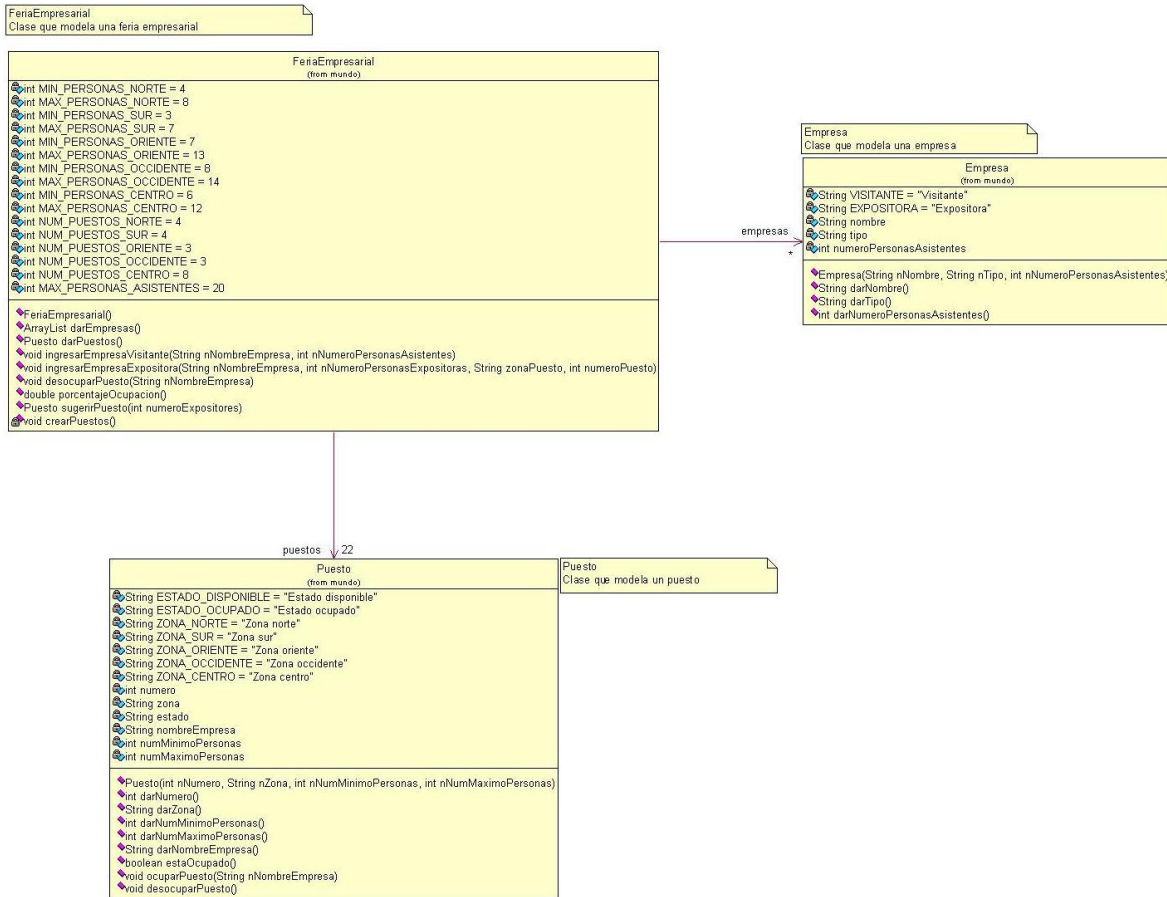 FeriaEmpresarial
Clase que modela una feria empresarial
FeriaEmpresarial
(from mundo)
int MIN_PERSONAS_NORTE = 4
int MAX_PERSONAS_NORTE = 8
int MIN_PERSONAS_SUR = 3
int MAX_PERSONAS_SUR = 7
int MIN_PERSONAS_ORIENTE = 7
int MAX_PERSONAS_ORIENTE = 13
int MIN_PERSONAS_OCCIDENTE = 8
int MAX_PERSONAS_OCCIDENTE = 14
int MIN_PERSONAS_CENTRO = 6
int MAX_PERSONAS_CENTRO = 12
int NUM_PUESTOS_NORTE = 4
int NUM_PUESTOS_SUR = 4
int NUM_PUESTOS_ORIENTE = 3
int NUM_PUESTOS_OCCIDENTE = 3
int NUM_PUESTOS_CENTRO = 8
int MAX_PERSONAS_ASISTENTES = 20
FeriaEmpresarial()
ArrayList darEmpresas()
Puesto darPuestos()
void ingresarEmpresaVisitante(String nNombreEmpresa, int nNumeroPersonasAsistentes)
void ingresarEmpresaExpositora(String nNombreEmpresa, int nNumeroPersonasExpositoras, String zonaPuesto, int numeroPuesto)
void desocuparPuesto(String nNombreEmpresa)
double porcentajeOcupacion()
Puesto sugerirPuesto(int numeroExpositores)
void crearPuestos()
empresas
*
Empresa
Clase que modela una empresa
Empresa
(from mundo)
String VISITANTE = "Visitante"
String EXPOSITORA = "Expositora"
String nombre
String tipo
int numeroPersonasAsistentes
Empresa(String nNombre, String nTipo, int nNumeroPersonasAsistentes)
String darNombre()
String darTipo()
int darNumeroPersonasAsistentes()
puestos
22
Puesto
(from mundo)
String ESTADO_DISPONIBLE = "Estado disponible"
String ESTADO_OCUPADO = "Estado ocupado"
String ZONA_NORTE = "Zona norte"
String ZONA_SUR = "Zona sur"
String ZONA_ORIENTE = "Zona oriente"
String ZONA_OCCIDENTE = "Zona occidente"
String ZONA_CENTRO = "Zona centro"
int numero
String zona
String estado
String nombreEmpresa
int numMinimoPersonas
int numMaximoPersonas
Puesto(int nNumero, String nZona, int nNumMinimoPersonas, int nNumMaximoPersonas)
int darNumero()
String darZona()
int darNumMinimoPersonas()
int darNumMaximoPersonas()
String darNombreEmpresa()
boolean estaOcupado()
void ocuparPuesto(String nNombreEmpresa)
void desocuparPuesto()
Puesto
Clase que modela un puesto